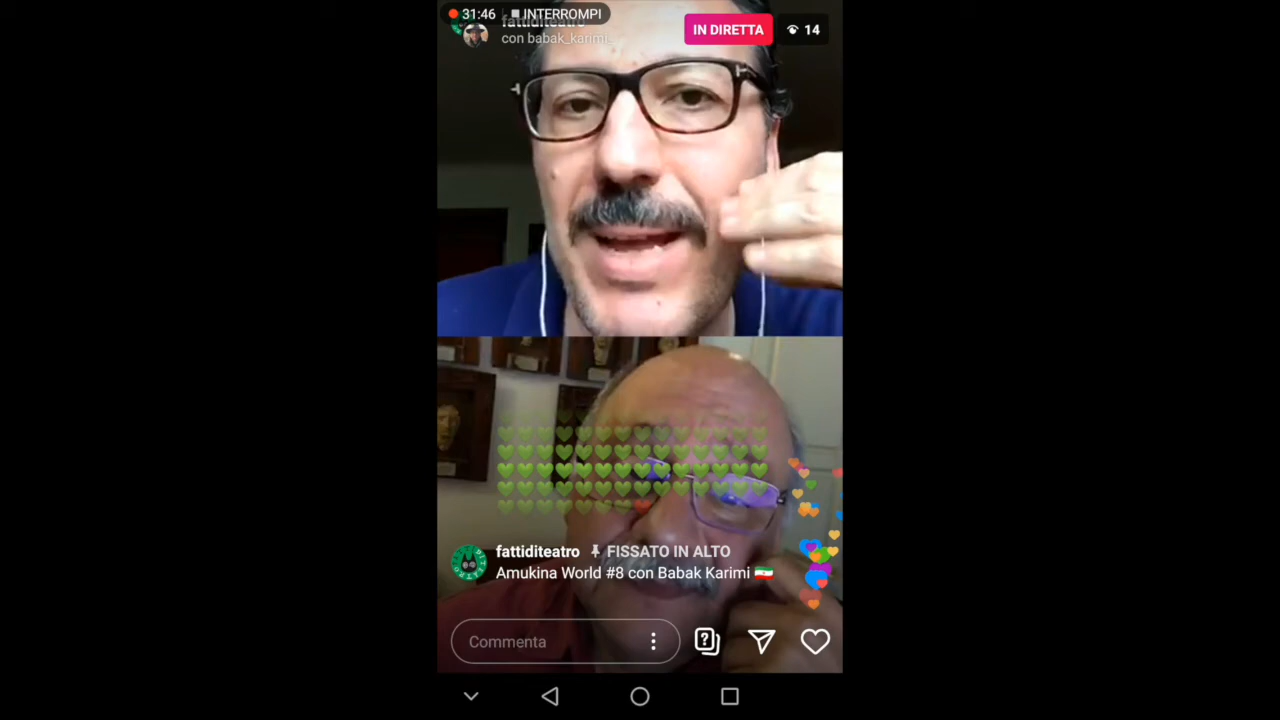 31:46 INTERROMPI
fattiditeatro
con babak_karimi_
IN DIRETTA
14
fattiditeatro FISSATO IN ALTO
Amukina World #8 con Babak Karimi
Commenta